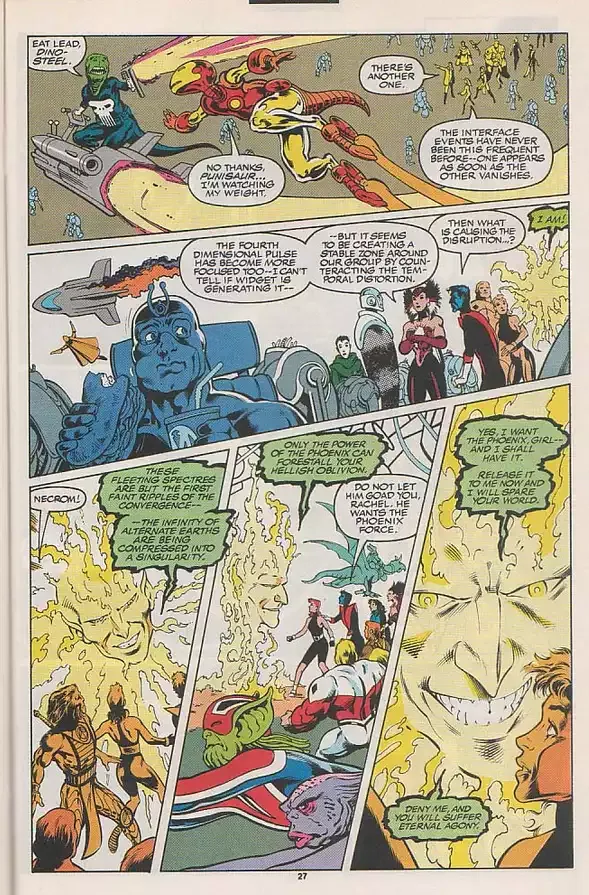 EAT LEAD,
DINO-
STEEL.
NO THANKS,
PUNISAUR...
I'M WATCHING
MY WEIGHT.
THERE'S
ANOTHER
ONE.
THE INTERFACE
EVENTS HAVE NEVER
BEEN THIS FREQUENT
BEFORE--ONE APPEARS
AS SOON AS THE
OTHER VANISHES.
THE FOURTH
DIMENSIONAL PULSE
HAS BECOME MORE
FOCUSED TOO--I CAN'T
TELL IF WIDGET IS
GENERATING IT--
--BUT IT SEEMS
TO BE CREATING A
STABLE ZONE AROUND
OUR GROUP BY COUN-
TERACTING THE TEM-
PORAL DISTORTION.
THEN WHAT
IS CAUSING THE
DISRUPTION...?
I AM!
NECROM!
THESE
FLEETING SPECTRES
ARE BUT THE FIRST
FAINT RIPPLES OF THE
CONVERGENCE--
--THE INFINITY OF
ALTERNATE EARTHS
ARE BEING
COMPRESSED INTO
A SINGULARITY.
ONLY THE POWER
OF THE PHOENIX CAN
FORESTALL YOUR
HELLISH OBLIVION.
DO NOT LET
HIM GOAD YOU,
RACHEL. HE
WANTS THE
PHOENIX
FORCE.
YES, I WANT
THE PHOENIX, GIRL--
AND I SHALL
HAVE IT.
RELEASE IT
TO ME NOW AND
I WILL SPARE
YOUR WORLD.
DENY ME, AND
YOU WILL SUFFER
ETERNAL AGONY.
27